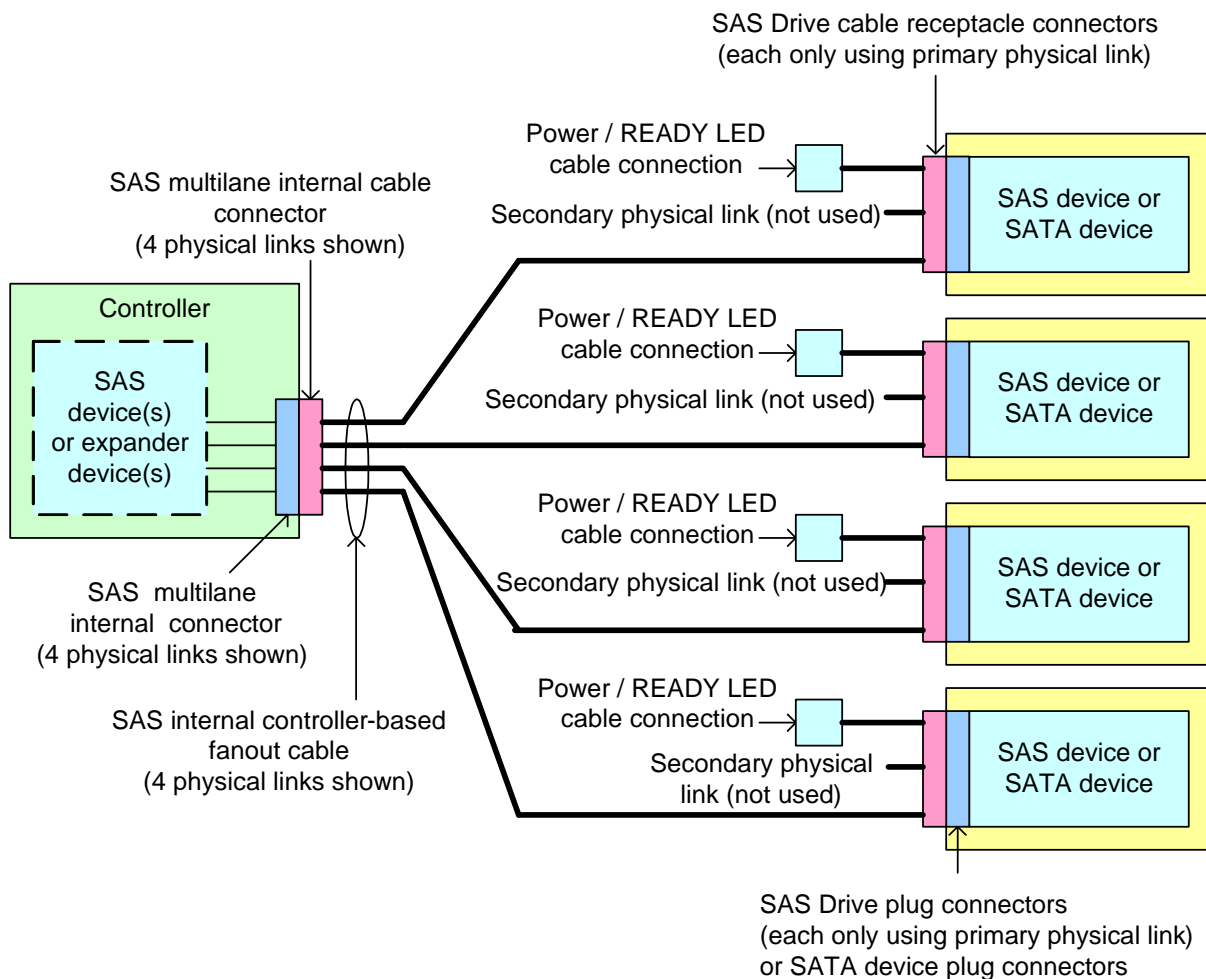 SAS Drive cable receptacle connectors
(each only using primary physical link)
Power / READY LED
cable connection
SAS multilane internal cable
connector
(4 physical links shown)
Secondary physical link (not used)
SAS device or
SATA device
Controller
SAS
device(s)
or expander
device(s)
Power / READY LED
cable connection
Secondary physical link (not used)
SAS device or
SATA device
Power / READY LED
cable connection
Secondary physical link (not used)
SAS device or
SATA device
SAS multilane
internal connector
(4 physical links shown)
SAS internal controller-based
fanout cable
(4 physical links shown)
Power / READY LED
cable connection
Secondary physical
link (not used)
SAS device or
SATA device
SAS Drive plug connectors
(each only using primary physical link)
or SATA device plug connectors